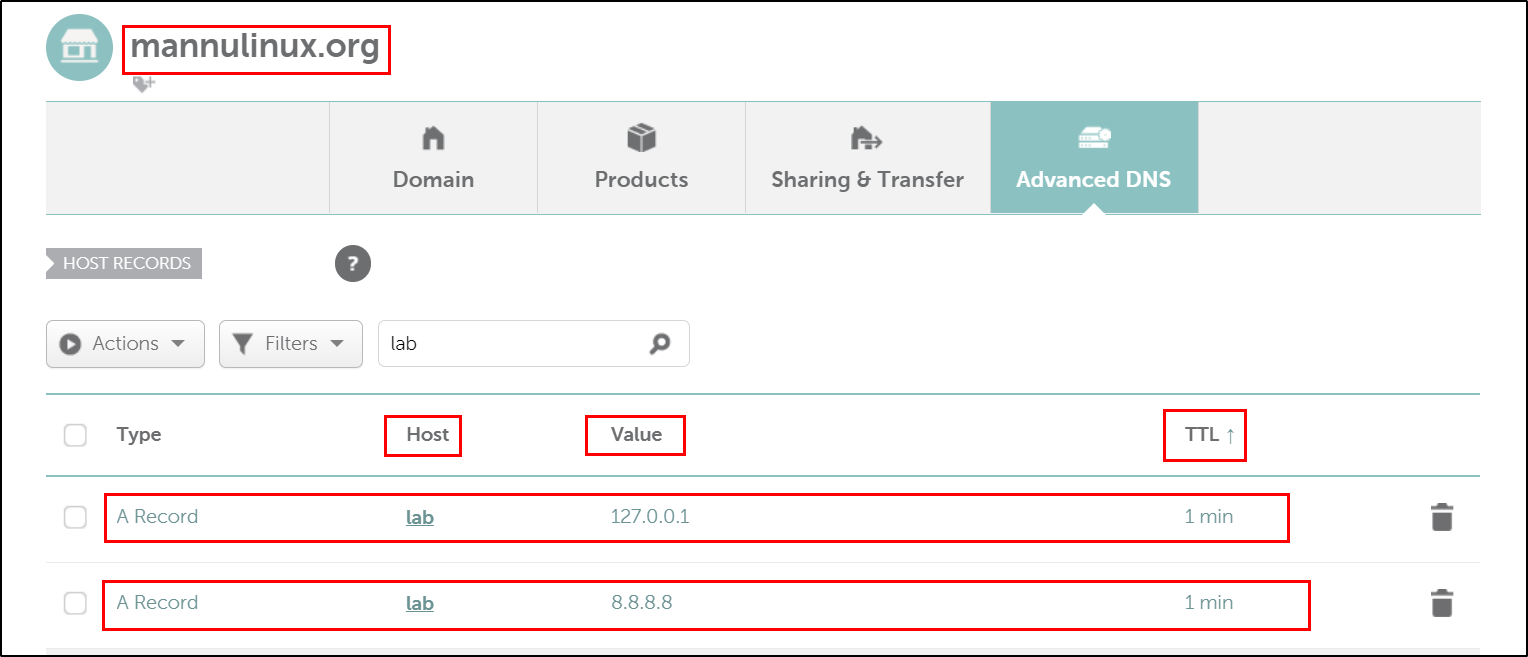 mannulinux.org
Domain Products Sharing & Transfer Advanced DNS
HOST RECORDS ?
Actions Filters lab
Type Host Value TTL ↑
A Record lab 127.0.0.1 1 min
A Record lab 8.8.8.8 1 min